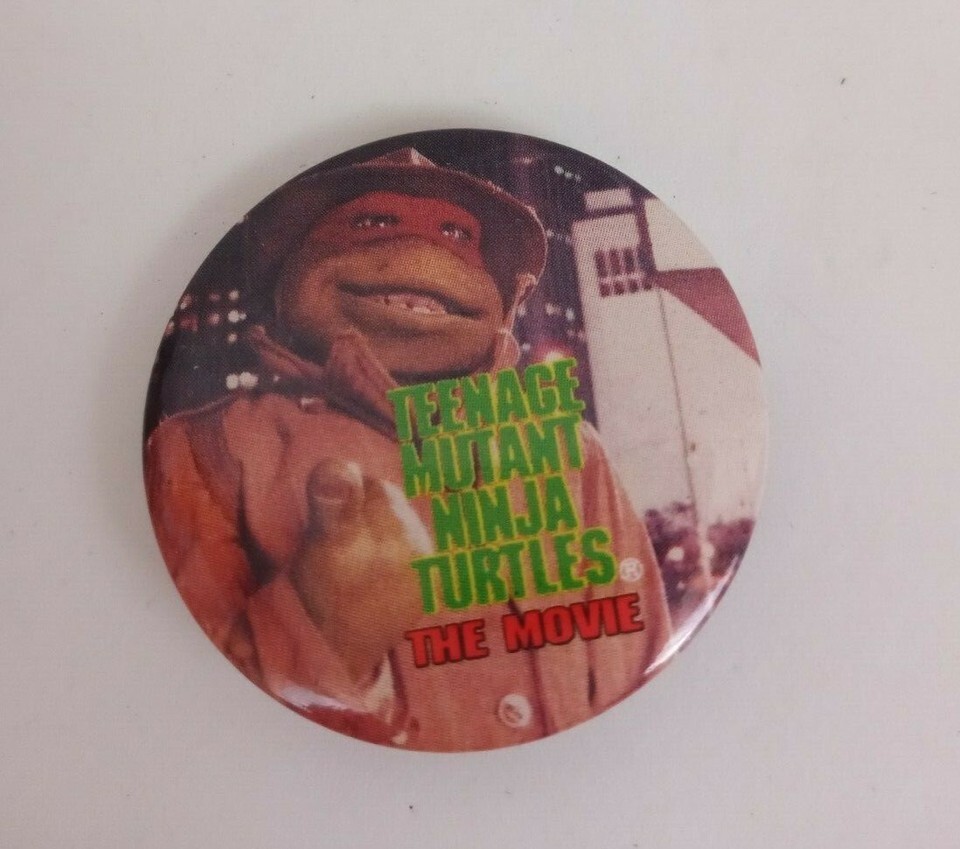 TEENAGE
MUTANT
NINJA
TURTLES®
THE MOVIE